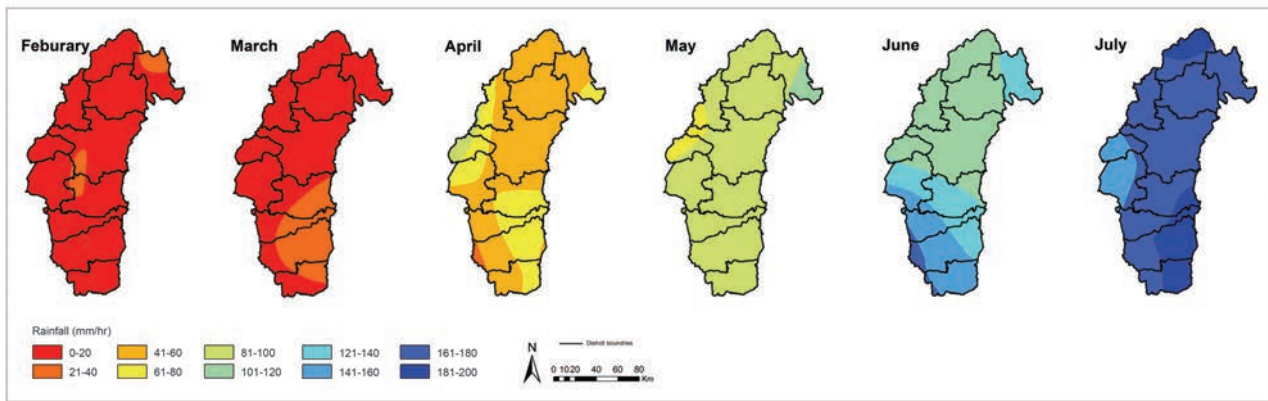 Feburary
March
April
May
June
July
Rainfall (mm/hr)
0-20
41-60
81-100
121-140
161-180
21-40
61-80
101-120
141-160
181-200
N
District boundries
0 10 20 40 60 80
Km